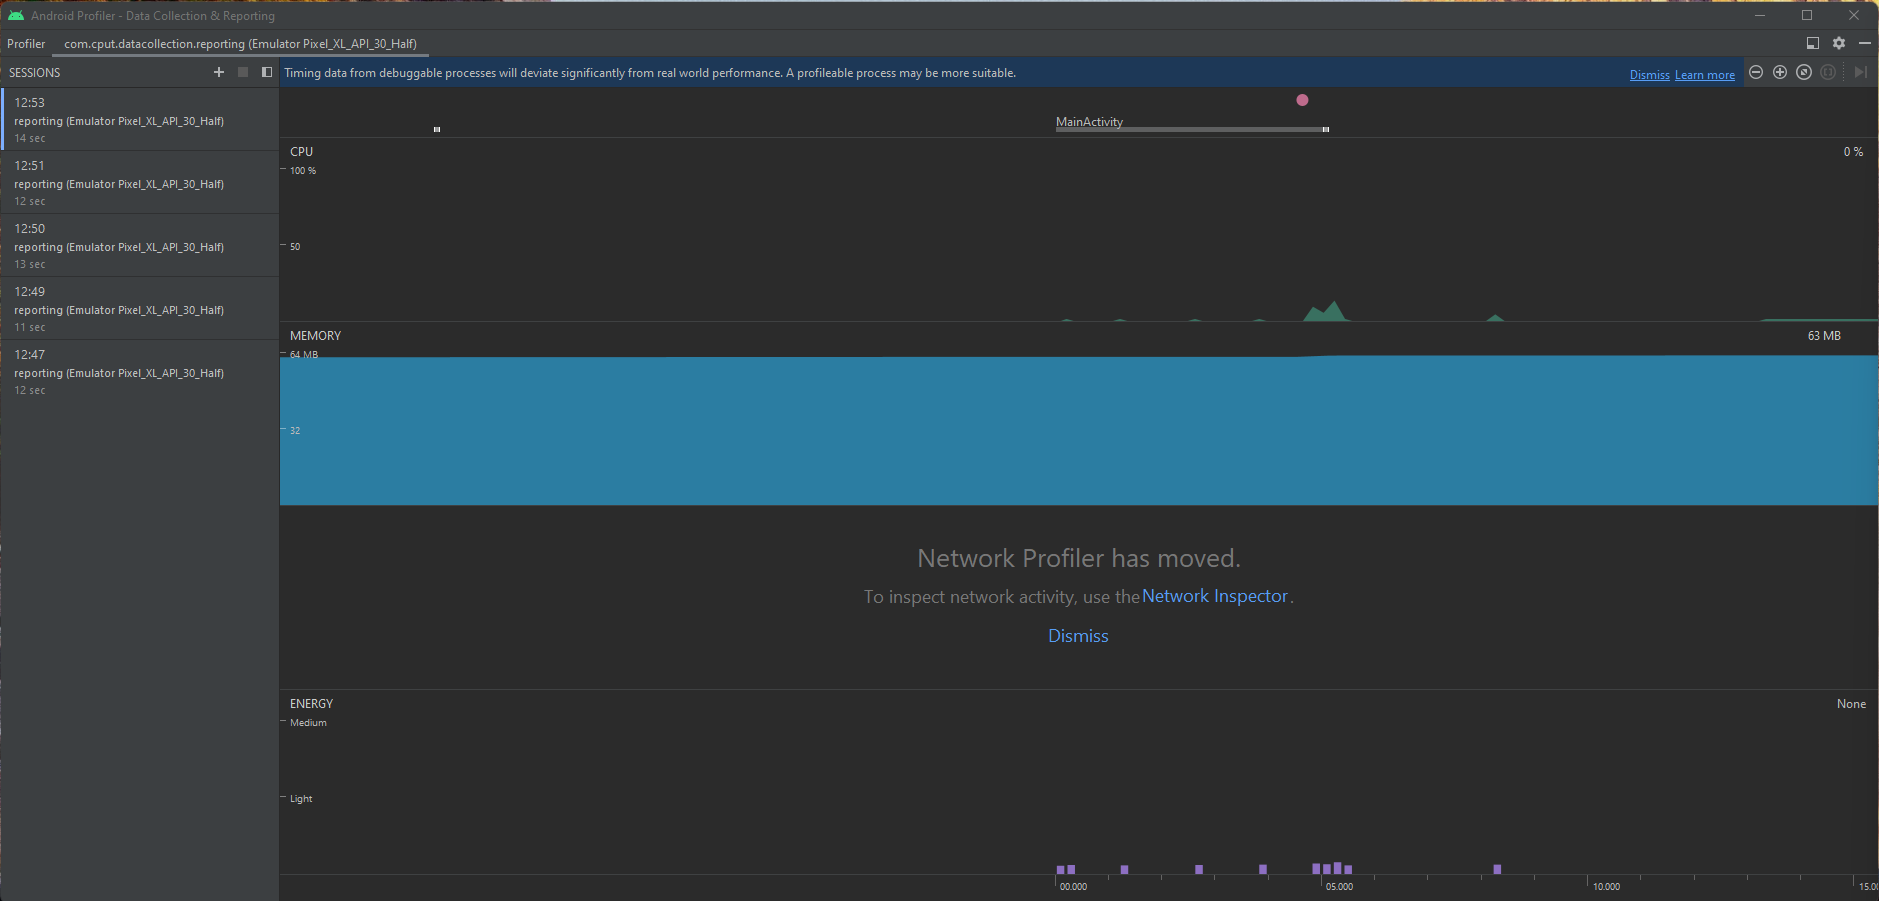 Android Profiler - Data Collection & Reporting
Profiler
com.cput.datacollection.reporting (Emulator Pixel_XL_API_30_Half)
SESSIONS
Timing data from debuggable processes will deviate significantly from real world performance. A profileable process may be more suitable.
Dismiss
Learn more
12:53
reporting (Emulator Pixel_XL_API_30_Half)
14 sec
12:51
reporting (Emulator Pixel_XL_API_30_Half)
12 sec
12:50
reporting (Emulator Pixel_XL_API_30_Half)
13 sec
12:49
reporting (Emulator Pixel_XL_API_30_Half)
11 sec
12:47
reporting (Emulator Pixel_XL_API_30_Half)
12 sec
MainActivity
CPU
0 %
100 %
50
MEMORY
63 MB
64 MB
32
Network Profiler has moved.
To inspect network activity, use the Network Inspector.
Dismiss
ENERGY
None
Medium
Light
00.000
05.000
10.000